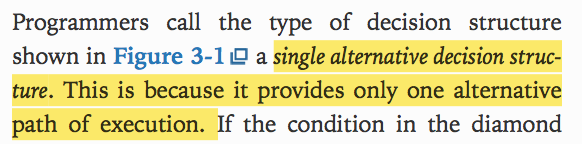 Programmers call the type of decision structure
shown in Figure 3-1 a single alternative decision struc-
ture. This is because it provides only one alternative
path of execution. If the condition in the diamond